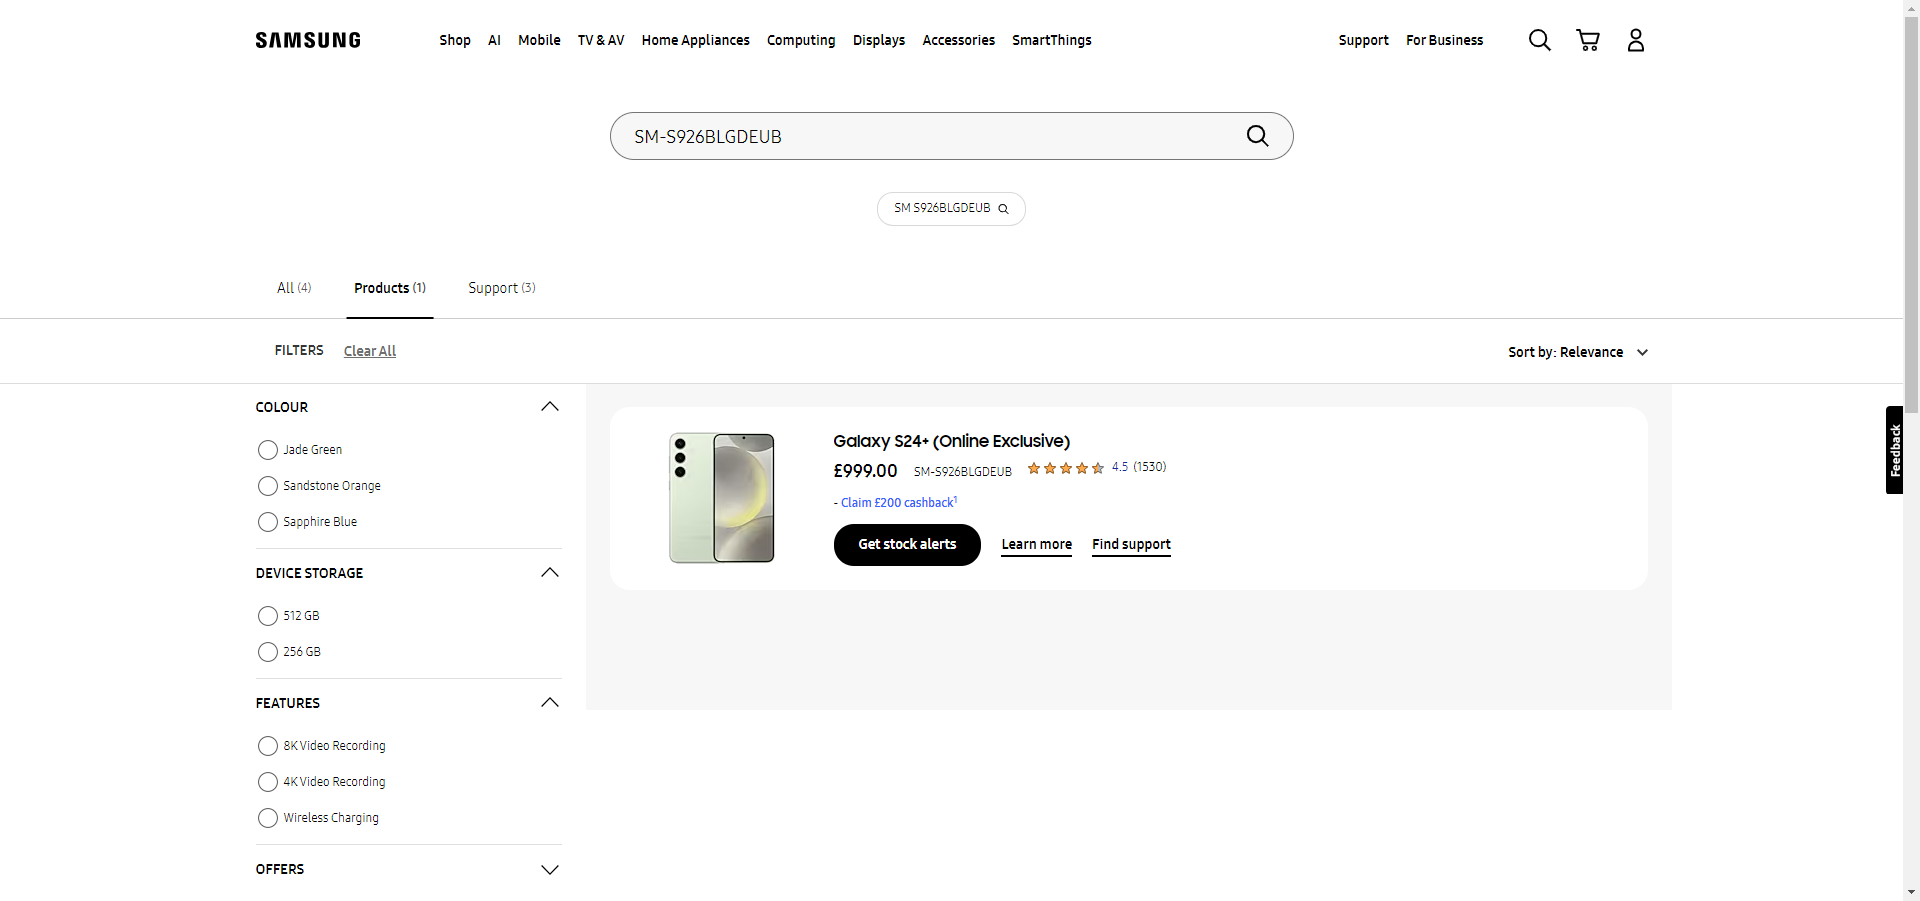 SAMSUNG
Shop AI Mobile TV & AV Home Appliances Computing Displays Accessories SmartThings Support For Business
SM-S926BLGDEUB
SM S926BLGDEUB
All (4) Products (1) Support (3)
FILTERS Clear All Sort by: Relevance
COLOUR
Jade Green
Sandstone Orange
Sapphire Blue
DEVICE STORAGE
512 GB
256 GB
FEATURES
8K Video Recording
4K Video Recording
Wireless Charging
OFFERS
Galaxy S24+ (Online Exclusive)
£999.00 SM-S926BLGDEUB 4.5 (1530)
- Claim £200 cashback¹
Get stock alerts Learn more Find support
Feedback